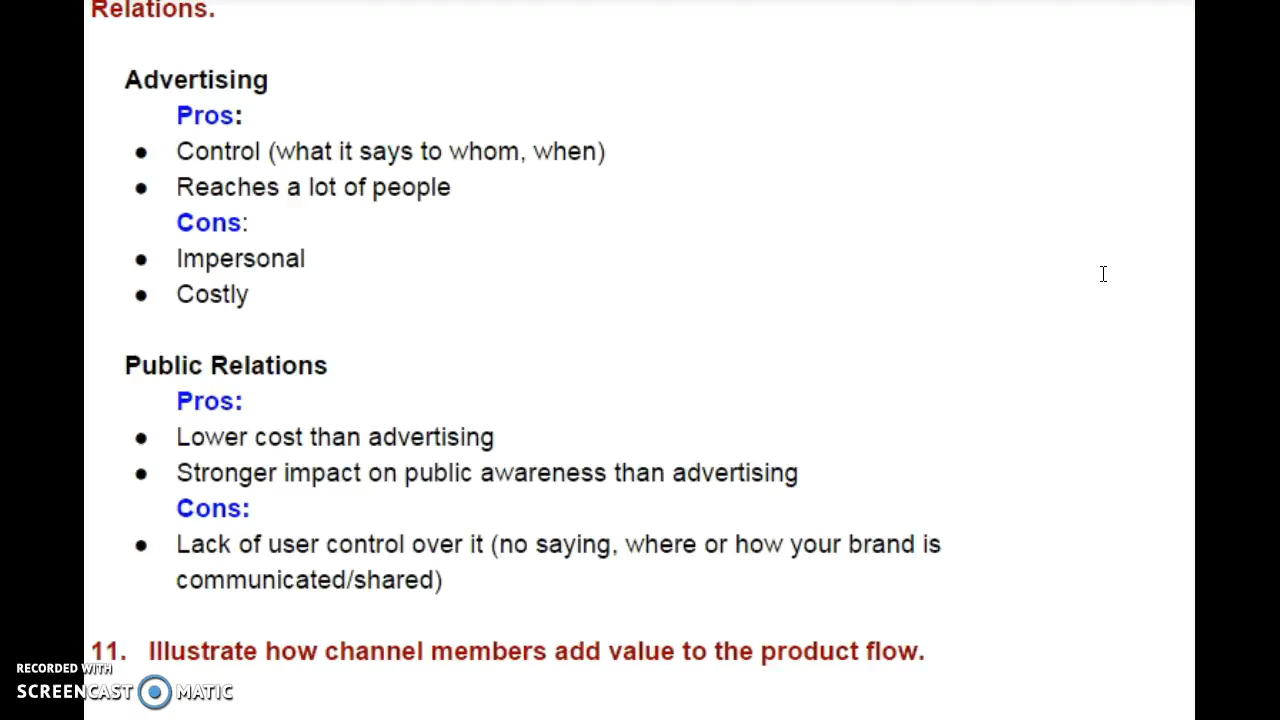 Relations.
Advertising
Pros:
● Control (what it says to whom, when)
● Reaches a lot of people
Cons:
● Impersonal
● Costly
Public Relations
Pros:
● Lower cost than advertising
● Stronger impact on public awareness than advertising
Cons:
● Lack of user control over it (no saying, where or how your brand is
communicated/shared)
11. Illustrate how channel members add value to the product flow.
RECORDED WITH
SCREENCAST MATIC